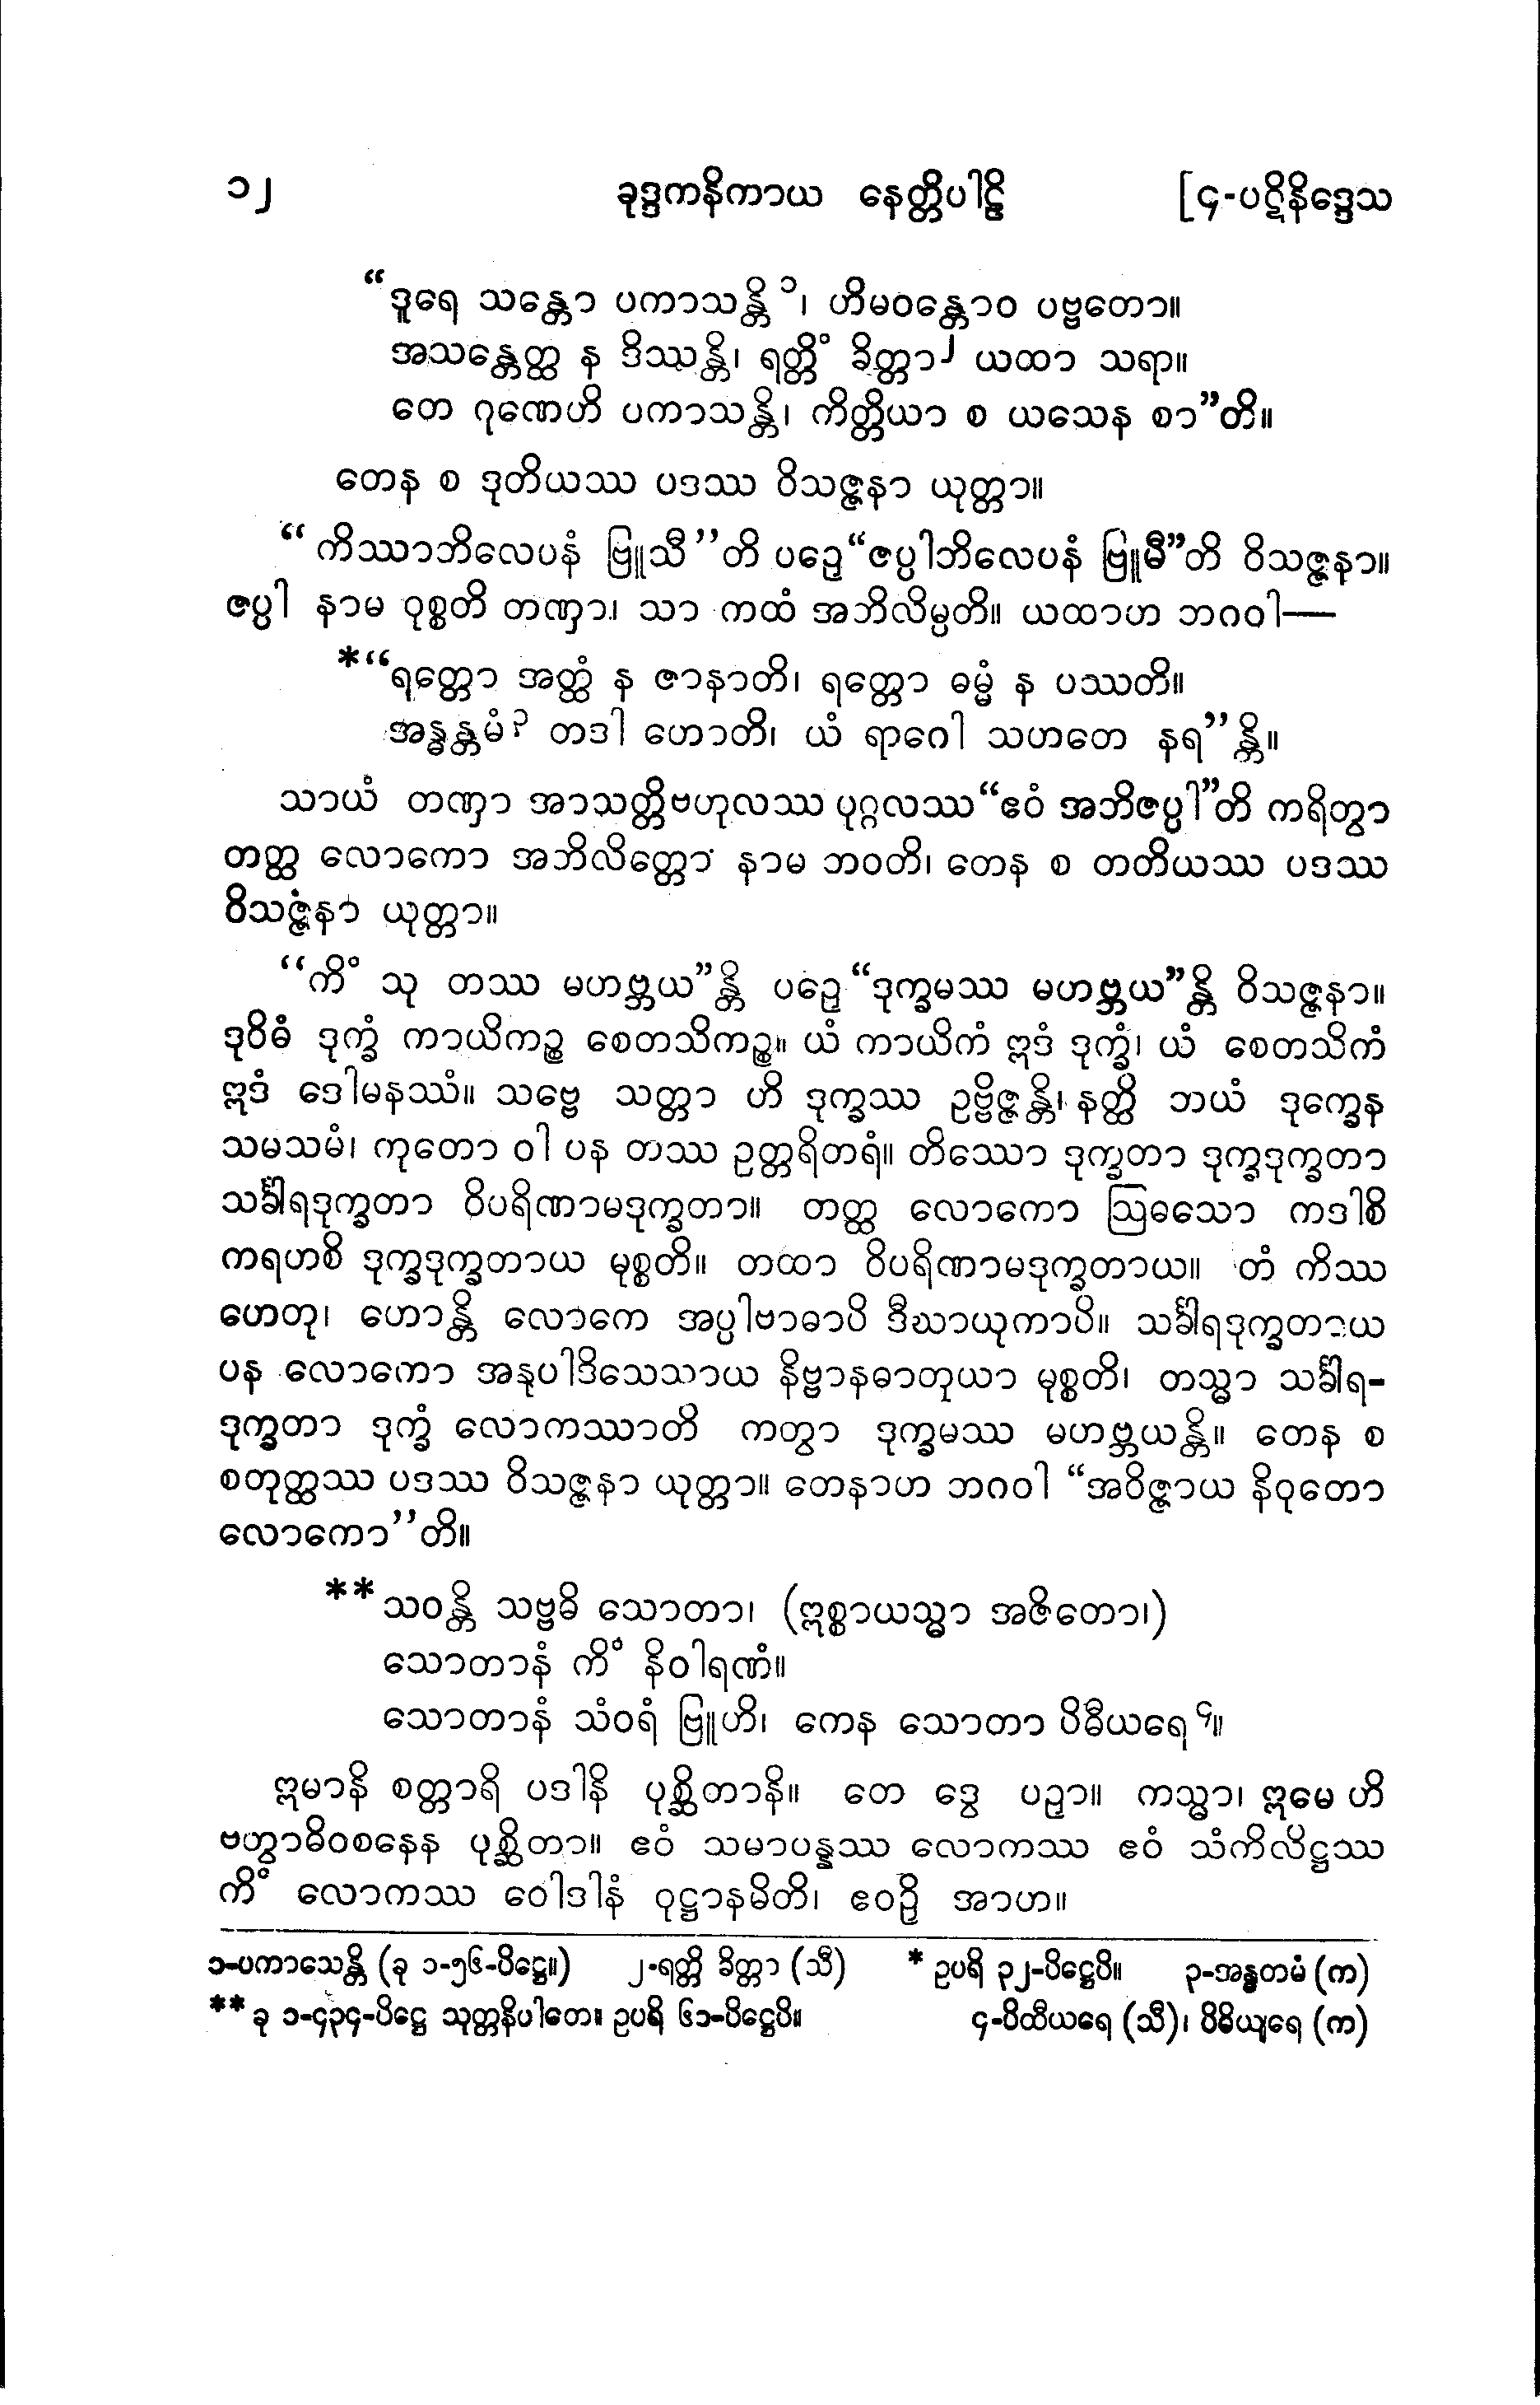 ၁၂ ခုဒ္ဒကနိကာယ နေတ္တိပါဠိ [၄-ပဋိနိဒ္ဒေသ
“ဒူရေ သန္တော ပကာသန္တိ ၁၊ ဟိမဝန္တောဝ ပဗ္ဗတော။
အသန္တေတ္ထ န ဒိဿန္တိ၊ ရတ္တိံ ခိတ္တာ ၂ ယထာ သရာ။
တေ ဂုဏေဟိ ပကာသန္တိ၊ ကိတ္တိယာ စ ယသေန စာ”တိ။
တေန စ ဒုတိယဿ ပဒဿ ဝိသဇ္ဇနာ ယုတ္တာ။
“ကိဿာဘိလေပနံ ဗြူသီ”တိ ပဉှေ “ဇပ္ပါဘိလေပနံ ဗြူမီ”တိ ဝိသဇ္ဇနာ။
ဇပ္ပါ နာမ ဝုစ္စတိ တဏှာ၊ သာ ကထံ အဘိလိမ္ပတိ။ ယထာဟ ဘဂဝါ—
*“ရတ္တော အတ္ထံ န ဇာနာတိ၊ ရတ္တော ဓမ္မံ န ပဿတိ။
အန္ဓန္တမံ ၃ တဒါ ဟောတိ၊ ယံ ရာဂေါ သဟတေ နရ”န္တိ။
သာယံ တဏှာ အာသတ္တိဗဟုလဿ ပုဂ္ဂလဿ “ဧဝံ အဘိဇပ္ပါ”တိ ကရိတွာ
တတ္ထ လောကော အဘိလိတ္တော နာမ ဘဝတိ၊ တေန စ တတိယဿ ပဒဿ
ဝိသဇ္ဇနာ ယုတ္တာ။
“ကိံ သု တဿ မဟဗ္ဘယ”န္တိ ပဉှေ “ဒုက္ခမဿ မဟဗ္ဘယ”န္တိ ဝိသဇ္ဇနာ။
ဒုဝိဓံ ဒုက္ခံ ကာယိကဉ္စ စေတသိကဉ္စ။ ယံ ကာယိကံ ဣဒံ ဒုက္ခံ၊ ယံ စေတသိကံ
ဣဒံ ဒေါမနဿံ။ သဗ္ဗေ သတ္တာ ဟိ ဒုက္ခဿ ဥဗ္ဗိဇ္ဇန္တိ၊ နတ္ထိ ဘယံ ဒုက္ခေန
သမသမံ၊ ကုတော ဝါ ပန တဿ ဥတ္တရိတရံ။ တိဿော ဒုက္ခတာ ဒုက္ခဒုက္ခတာ
သင်္ခါရဒုက္ခတာ ဝိပရိဏာမဒုက္ခတာ။ တတ္ထ လောကော ဩဓသော ကဒါစိ
ကရဟစိ ဒုက္ခဒုက္ခတာယ မုစ္စတိ။ တထာ ဝိပရိဏာမဒုက္ခတာယ။ တံ ကိဿ
ဟေတု၊ ဟောန္တိ လောကေ အပ္ပါဗာဓာပိ ဒီဃာယုကာပိ။ သင်္ခါရဒုက္ခတာယ
ပန လောကော အနုပါဒိသေသာယ နိဗ္ဗာနဓာတုယာ မုစ္စတိ၊ တသ္မာ သင်္ခါရ-
ဒုက္ခတာ ဒုက္ခံ လောကဿာတိ ကတွာ ဒုက္ခမဿ မဟဗ္ဘယန္တိ။ တေန စ
စတုတ္ထဿ ပဒဿ ဝိသဇ္ဇနာ ယုတ္တာ။ တေနာဟ ဘဂဝါ “အဝိဇ္ဇာယ နိဝုတော
လောကော”တိ။
**သဝန္တိ သဗ္ဗဓိ သောတာ၊ (ဣစ္စာယသ္မာ အဇိတော၊)
သောတာနံ ကိံ နိဝါရဏံ။
သောတာနံ သံဝရံ ဗြူဟိ၊ ကေန သောတာ ပိဓီယရေ ၄။
ဣမာနိ စတ္တာရိ ပဒါနိ ပုစ္ဆိတာနိ။ တေ ဒွေ ပဉှာ။ ကသ္မာ၊ ဣမေ ဟိ
ဗဟွာဓိဝစနေန ပုစ္ဆိတာ။ ဧဝံ သမာပန္နဿ လောကဿ ဧဝံ သံကိလိဋ္ဌဿ
ကိံ လောကဿ ဝေါဒါနံ ဝုဋ္ဌာနမိတိ၊ ဧဝဉှိ အာဟ။
၁-ပကာသေန္တိ (ခု ၁-၅၆-ပိဋ္ဌေ။) ၂-ရတ္တိ ခိတ္တာ (သီ) * ဥပရိ ၃၂-ပိဋ္ဌေပိ။ ၃-အန္ဓတမံ (က)
** ခု ၁-၄၃၄-ပိဋ္ဌေ သုတ္တနိပါတေ။ ဥပရိ ၆၁-ပိဋ္ဌေပိ။ ၄-ပိထီယရေ (သီ)၊ ပိဓိယျရေ (က)